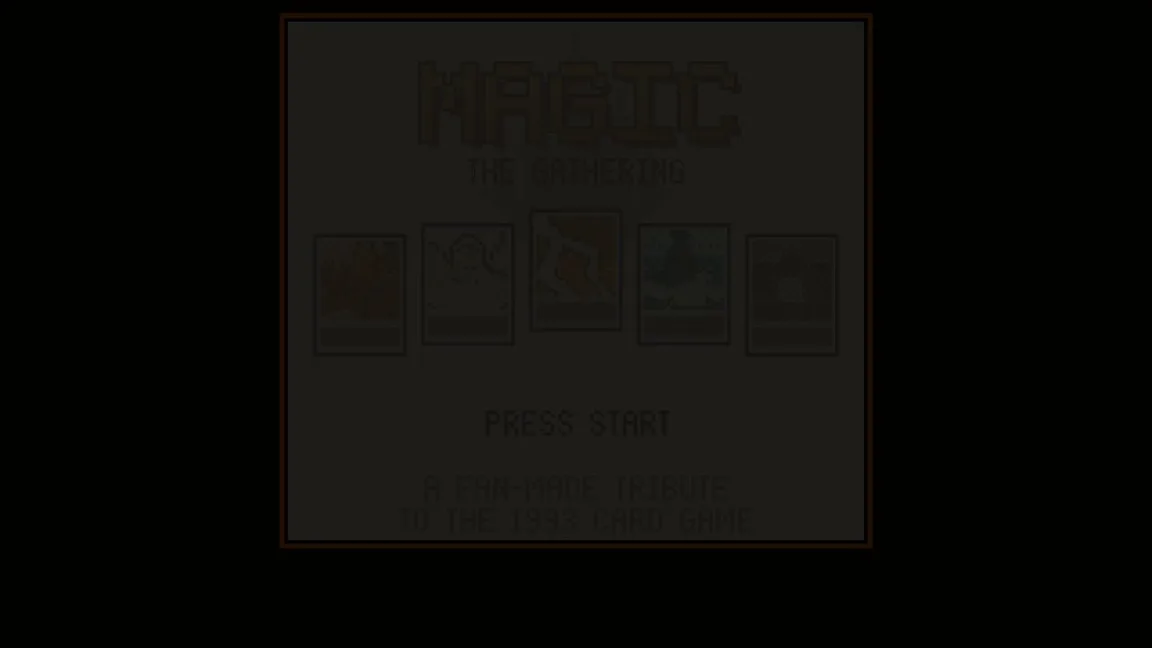 MAGIC
THE GATHERING
PRESS START
A FAN-MADE TRIBUTE
TO THE 1993 CARD GAME